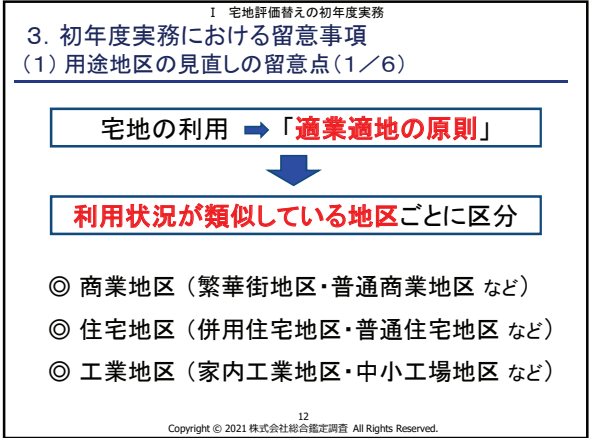 Ⅰ 宅地評価替えの初年度実務
３．初年度実務における留意事項
（１）用途地区の見直しの留意点（１／６）
宅地の利用 ➡ 「適業適地の原則」
利用状況が類似している地区ごとに区分
◎ 商業地区（繁華街地区・普通商業地区 など）
◎ 住宅地区（併用住宅地区・普通住宅地区 など）
◎ 工業地区（家内工業地区・中小工場地区 など）
12
Copyright © 2021 株式会社総合鑑定調査 All Rights Reserved.